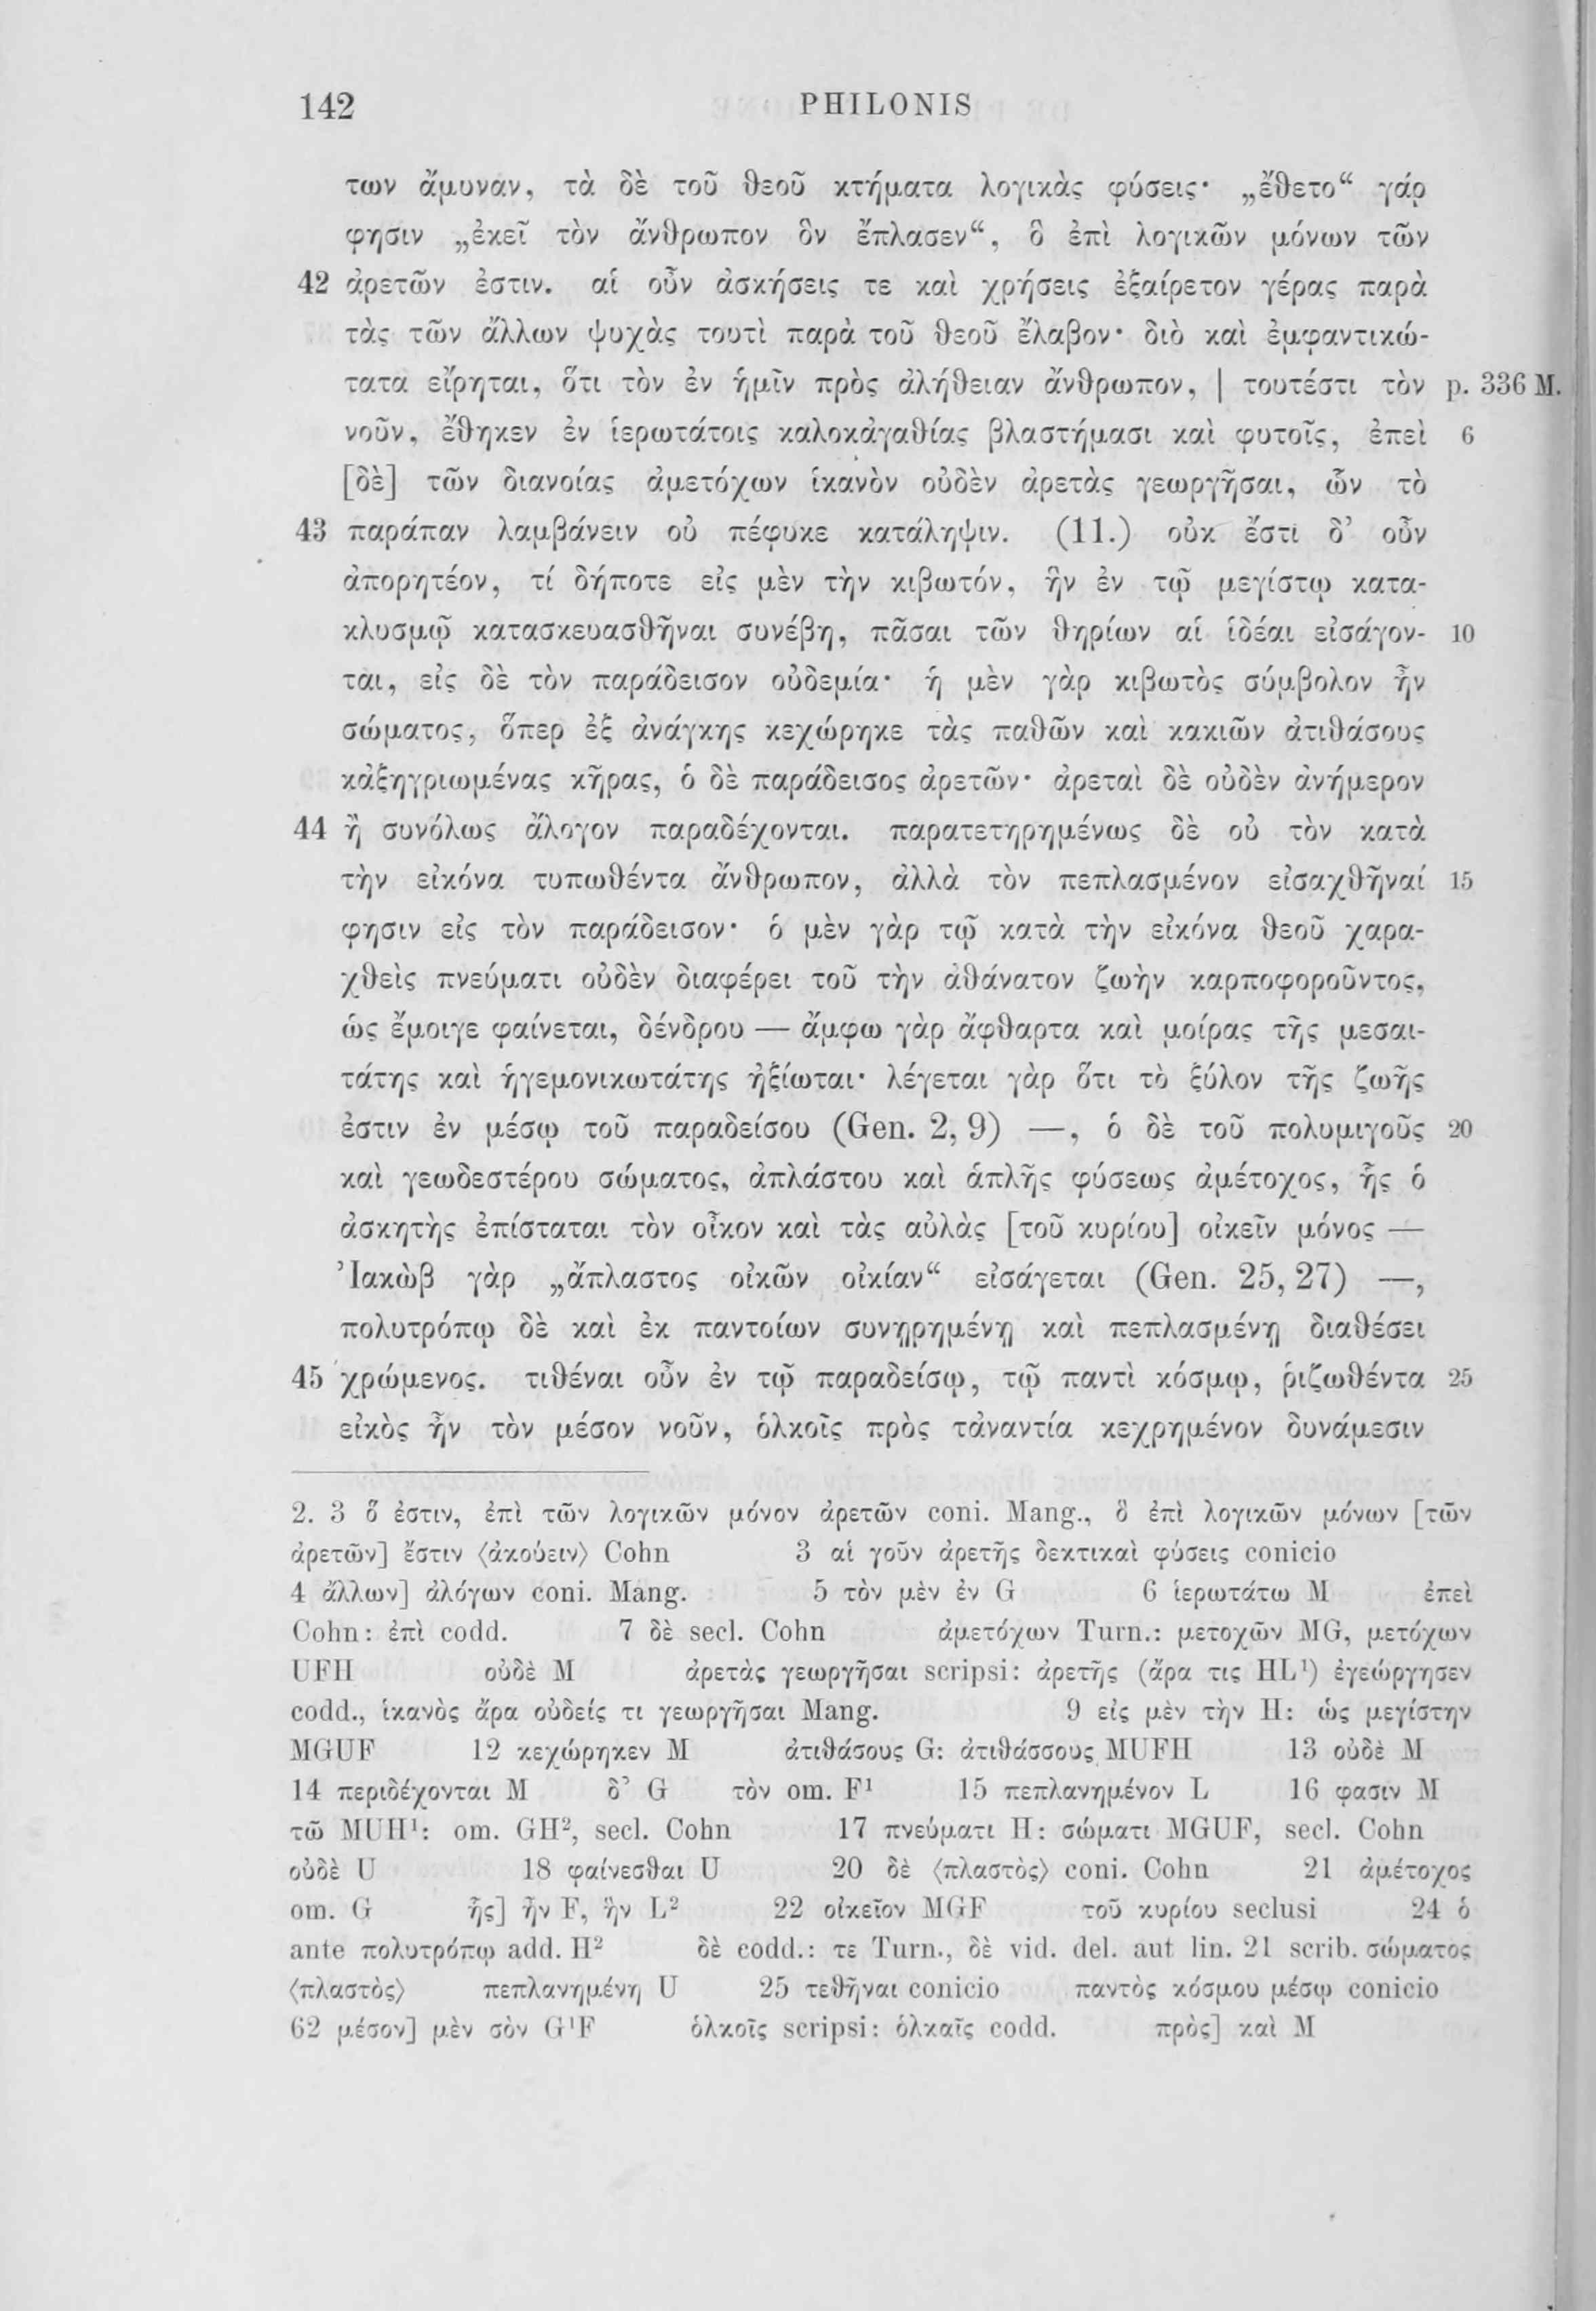 142 PHILONIS
των ἄμυναν, τὰ δὲ τοῦ θεοῦ κτήματα λογικὰς φύσεις· „ἔθετο“ γάρ
φησιν „ἐκεῖ τὸν ἄνθρωπον ὃν ἔπλασεν“, ὃ ἐπὶ λογικῶν μόνων τῶν
42 ἀρετῶν ἐστιν. αἱ οὖν ἀσκήσεις τε καὶ χρήσεις ἐξαίρετον γέρας παρὰ
τὰς τῶν ἄλλων ψυχὰς τουτὶ παρὰ τοῦ θεοῦ ἔλαβον· διὸ καὶ ἐμφαντικώ-
τατα εἴρηται, ὅτι τὸν ἐν ἡμῖν πρὸς ἀλήθειαν ἄνθρωπον, | τουτέστι τὸν p. 336 M.
νοῦν, ἔθηκεν ἐν ἱερωτάτοις καλοκἀγαθίας βλαστήμασι καὶ φυτοῖς, ἐπεὶ 6
[δὲ] τῶν διανοίας ἀμετόχων ἱκανὸν οὐδὲν ἀρετὰς γεωργῆσαι, ὧν τὸ
43 παράπαν λαμβάνειν οὐ πέφυκε κατάληψιν. (11.) οὐκ ἔστι δ’ οὖν
ἀπορητέον, τί δήποτε εἰς μὲν τὴν κιβωτόν, ἣν ἐν τῷ μεγίστῳ κατα-
κλυσμῷ κατασκευασθῆναι συνέβη, πᾶσαι τῶν θηρίων αἱ ἰδέαι εἰσάγον- 10
ται, εἰς δὲ τὸν παράδεισον οὐδεμία· ἡ μὲν γὰρ κιβωτὸς σύμβολον ἦν
σώματος, ὅπερ ἐξ ἀνάγκης κεχώρηκε τὰς παθῶν καὶ κακιῶν ἀτιθάσους
κἀξηγριωμένας κῆρας, ὁ δὲ παράδεισος ἀρετῶν· ἀρεταὶ δὲ οὐδὲν ἀνήμερον
44 ἢ συνόλως ἄλογον παραδέχονται. παρατετηρημένως δὲ οὐ τὸν κατὰ
τὴν εἰκόνα τυπωθέντα ἄνθρωπον, ἀλλὰ τὸν πεπλασμένον εἰσαχθῆναί 15
φησιν εἰς τὸν παράδεισον· ὁ μὲν γὰρ τῷ κατὰ τὴν εἰκόνα θεοῦ χαρα-
χθεὶς πνεύματι οὐδὲν διαφέρει τοῦ τὴν ἀθάνατον ζωὴν καρποφοροῦντος,
ὡς ἔμοιγε φαίνεται, δένδρου — ἄμφω γὰρ ἄφθαρτα καὶ μοίρας τῆς μεσαι-
τάτης καὶ ἡγεμονικωτάτης ἠξίωται· λέγεται γὰρ ὅτι τὸ ξύλον τῆς ζωῆς
ἐστιν ἐν μέσῳ τοῦ παραδείσου (Gen. 2, 9) —, ὁ δὲ τοῦ πολυμιγοῦς 20
καὶ γεωδεστέρου σώματος, ἀπλάστου καὶ ἁπλῆς φύσεως ἀμέτοχος, ἧς ὁ
ἀσκητὴς ἐπίσταται τὸν οἶκον καὶ τὰς αὐλὰς [τοῦ κυρίου] οἰκεῖν μόνος —
Ἰακὼβ γὰρ „ἄπλαστος οἰκῶν οἰκίαν“ εἰσάγεται (Gen. 25, 27) —,
πολυτρόπῳ δὲ καὶ ἐκ παντοίων συνῃρημένῃ καὶ πεπλασμένῃ διαθέσει
45 χρώμενος. τιθέναι οὖν ἐν τῷ παραδείσῳ, τῷ παντὶ κόσμῳ, ῥιζωθέντα 25
εἰκὸς ἦν τὸν μέσον νοῦν, ὁλκοῖς πρὸς τἀναντία κεχρημένον δυνάμεσιν
2. 3 ὅ ἐστιν, ἐπὶ τῶν λογικῶν μόνον ἀρετῶν coni. Mang., ὃ ἐπὶ λογικῶν μόνων [τῶν
ἀρετῶν] ἔστιν ⟨ἀκούειν⟩ Cohn 3 αἱ γοῦν ἀρετῆς δεκτικαὶ φύσεις conicio
4 ἄλλων] ἀλόγων coni. Mang. 5 τὸν μὲν ἐν G 6 ἱερωτάτω M ἐπεὶ
Cohn: ἐπὶ codd. 7 δὲ secl. Cohn ἀμετόχων Turn.: μετοχῶν MG, μετόχων
UFH οὐδὲ M ἀρετὰς γεωργῆσαι scripsi: ἀρετῆς (ἄρα τις HL¹) ἐγεώργησεν
codd., ἱκανὸς ἄρα οὐδείς τι γεωργῆσαι Mang. 9 εἰς μὲν τὴν H: ὡς μεγίστην
MGUF 12 κεχώρηκεν M ἀτιθάσους G: ἀτιθάσσους MUFH 13 οὐδὲ M
14 περιδέχονται M δ’ G τὸν om. F¹ 15 πεπλανημένον L 16 φασιν M
τῶ MUH¹: om. GH², secl. Cohn 17 πνεύματι H: σώματι MGUF, secl. Cohn
οὐδὲ U 18 φαίνεσθαι U 20 δὲ ⟨πλαστὸς⟩ coni. Cohn 21 ἀμέτοχος
om. G ἧς] ἦν F, ἣν L² 22 οἰκεῖον MGF τοῦ κυρίου seclusi 24 ὁ
ante πολυτρόπῳ add. H² δὲ codd.: τε Turn., δὲ vid. del. aut lin. 21 scrib. σώματος
⟨πλαστὸς⟩ πεπλανημένη U 25 τεθῆναι conicio παντὸς κόσμου μέσῳ conicio
62 μέσον] μὲν σὸν G¹F ὁλκοῖς scripsi: ὁλκαῖς codd. πρὸς] καὶ M